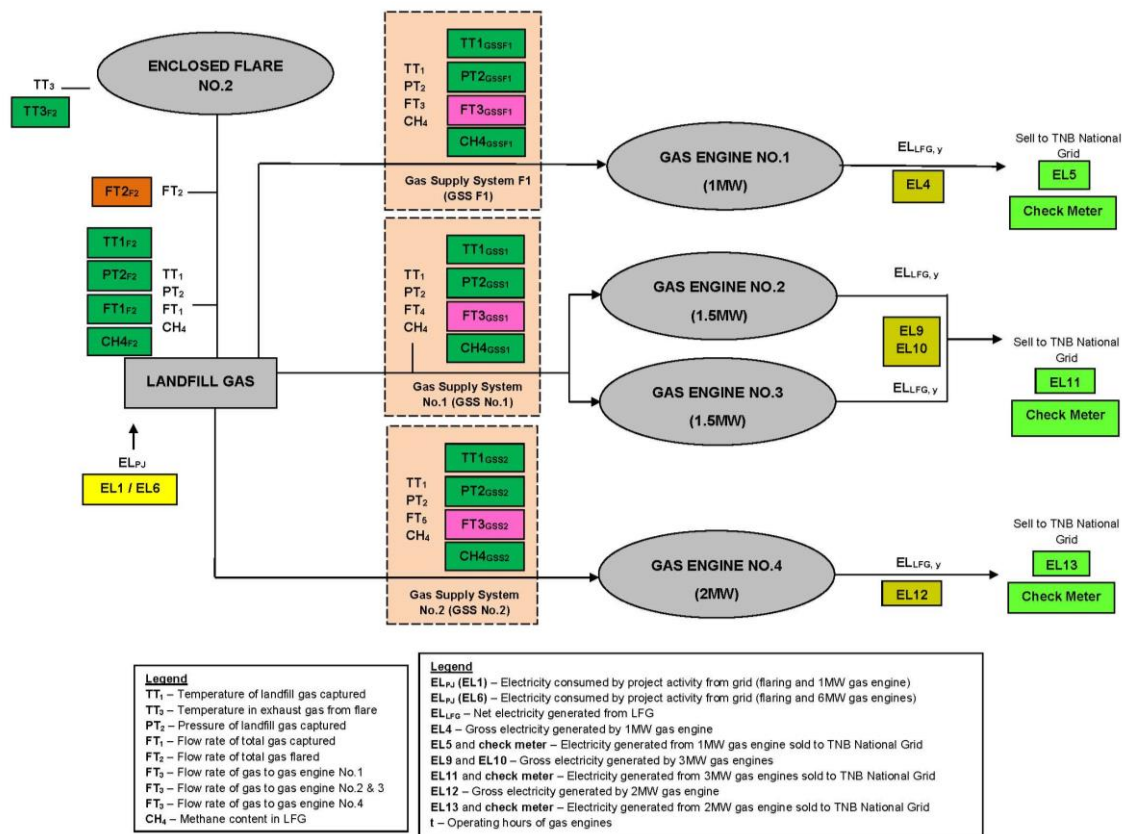 ENCLOSED FLARE
NO.2
TT₃
TT3F2
FT2F2
FT₂
TT1F2
PT2F2
FT1F2
CH4F2
TT₁
PT₂
FT₁
CH₄
LANDFILL GAS
ELPJ
EL1 / EL6
TT₁
PT₂
FT₃
CH₄
TT1GSSF1
PT2GSSF1
FT3GSSF1
CH4GSSF1
Gas Supply System F1
(GSS F1)
GAS ENGINE NO.1
(1MW)
ELLFG, y
EL4
Sell to TNB National
Grid
EL5
Check Meter
TT₁
PT₂
FT₄
CH₄
TT1GSS1
PT2GSS1
FT3GSS1
CH4GSS1
Gas Supply System
No.1 (GSS No.1)
GAS ENGINE NO.2
(1.5MW)
GAS ENGINE NO.3
(1.5MW)
ELLFG, y
EL9
EL10
ELLFG, y
Sell to TNB National
Grid
EL11
Check Meter
TT₁
PT₂
FT₅
CH₄
TT1GSS2
PT2GSS2
FT3GSS2
CH4GSS2
Gas Supply System
No.2 (GSS No.2)
GAS ENGINE NO.4
(2MW)
ELLFG, y
EL12
Sell to TNB National
Grid
EL13
Check Meter
Legend
TT₁ – Temperature of landfill gas captured
TT₃ – Temperature in exhaust gas from flare
PT₂ – Pressure of landfill gas captured
FT₁ – Flow rate of total gas captured
FT₂ – Flow rate of total gas flared
FT₃ – Flow rate of gas to gas engine No.1
FT₃ – Flow rate of gas to gas engine No.2 & 3
FT₃ – Flow rate of gas to gas engine No.4
CH₄ – Methane content in LFG
Legend
ELPJ (EL1) – Electricity consumed by project activity from grid (flaring and 1MW gas engine)
ELPJ (EL6) – Electricity consumed by project activity from grid (flaring and 6MW gas engines)
ELLFG – Net electricity generated from LFG
EL4 – Gross electricity generated by 1MW gas engine
EL5 and check meter – Electricity generated from 1MW gas engine sold to TNB National Grid
EL9 and EL10 – Gross electricity generated by 3MW gas engines
EL11 and check meter – Electricity generated from 3MW gas engines sold to TNB National Grid
EL12 – Gross electricity generated by 2MW gas engine
EL13 and check meter – Electricity generated from 2MW gas engine sold to TNB National Grid
t – Operating hours of gas engines